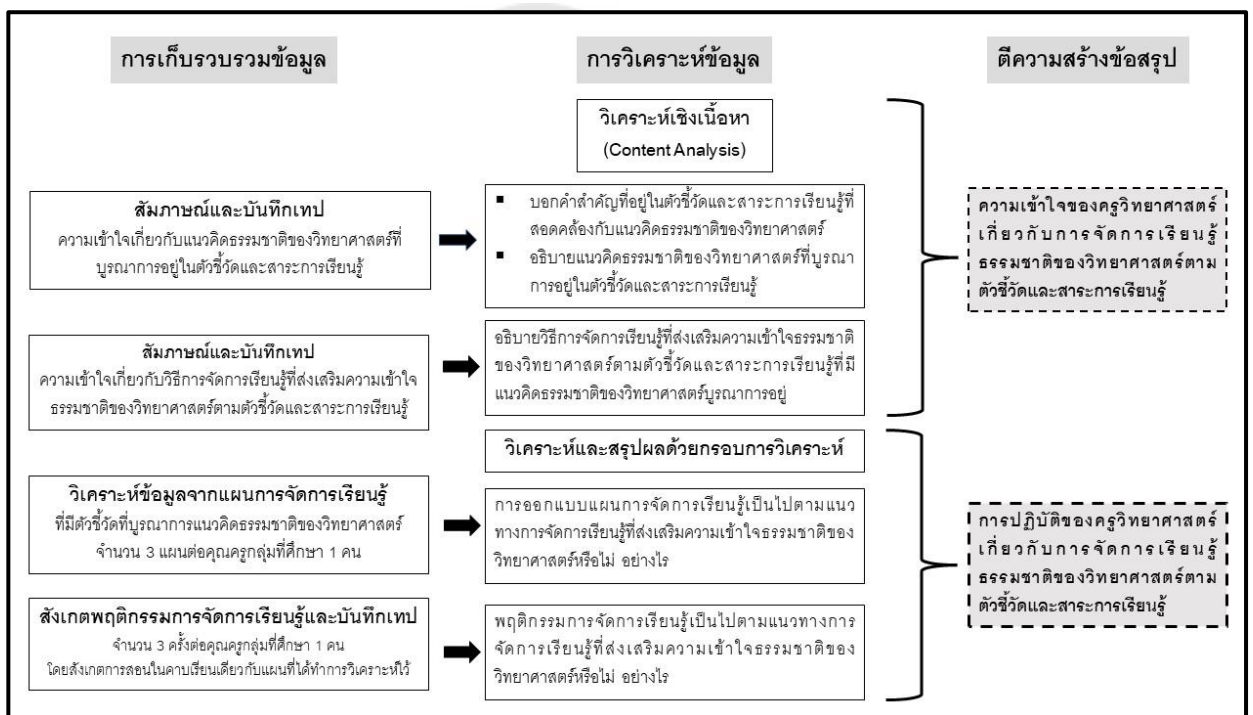 การเก็บรวบรวมข้อมูล
การวิเคราะห์ข้อมูล
ตีความสร้างข้อสรุป
วิเคราะห์เชิงเนื้อหา
(Content Analysis)
สัมภาษณ์และบันทึกเทป
ความเข้าใจเกี่ยวกับแนวคิดธรรมชาติของวิทยาศาสตร์ที่
บูรณาการอยู่ในตัวชี้วัดและสาระการเรียนรู้
▪ บอกคำสำคัญที่อยู่ในตัวชี้วัดและสาระการเรียนรู้ที่
สอดคล้องกับแนวคิดธรรมชาติของวิทยาศาสตร์
▪ อธิบายแนวคิดธรรมชาติของวิทยาศาสตร์ที่บูรณา
การอยู่ในตัวชี้วัดและสาระการเรียนรู้
ความเข้าใจของครูวิทยาศาสตร์
เกี่ยวกับการจัดการเรียนรู้
ธรรมชาติของวิทยาศาสตร์ตาม
ตัวชี้วัดและสาระการเรียนรู้
สัมภาษณ์และบันทึกเทป
ความเข้าใจเกี่ยวกับวิธีการจัดการเรียนรู้ที่ส่งเสริมความเข้าใจ
ธรรมชาติของวิทยาศาสตร์ตามตัวชี้วัดและสาระการเรียนรู้
อธิบายวิธีการจัดการเรียนรู้ที่ส่งเสริมความเข้าใจธรรมชาติ
ของวิทยาศาสตร์ตามตัวชี้วัดและสาระการเรียนรู้ที่มี
แนวคิดธรรมชาติของวิทยาศาสตร์บูรณาการอยู่
วิเคราะห์และสรุปผลด้วยกรอบการวิเคราะห์
วิเคราะห์ข้อมูลจากแผนการจัดการเรียนรู้
ที่มีตัวชี้วัดที่บูรณาการแนวคิดธรรมชาติของวิทยาศาสตร์
จำนวน 3 แผนต่อคุณครูกลุ่มที่ศึกษา 1 คน
การออกแบบแผนการจัดการเรียนรู้เป็นไปตามแนว
ทางการจัดการเรียนรู้ที่ส่งเสริมความเข้าใจธรรมชาติของ
วิทยาศาสตร์หรือไม่ อย่างไร
การปฏิบัติของครูวิทยาศาสตร์
เกี่ยวกับการจัดการเรียนรู้
ธรรมชาติของวิทยาศาสตร์ตาม
ตัวชี้วัดและสาระการเรียนรู้
สังเกตพฤติกรรมการจัดการเรียนรู้และบันทึกเทป
จำนวน 3 ครั้งต่อคุณครูกลุ่มที่ศึกษา 1 คน
โดยสังเกตการสอนในคาบเรียนเดียวกับแผนที่ได้ทำการวิเคราะห์ไว้
พฤติกรรมการจัดการเรียนรู้เป็นไปตามแนวทางการ
จัดการเรียนรู้ที่ส่งเสริมความเข้าใจธรรมชาติของ
วิทยาศาสตร์หรือไม่ อย่างไร